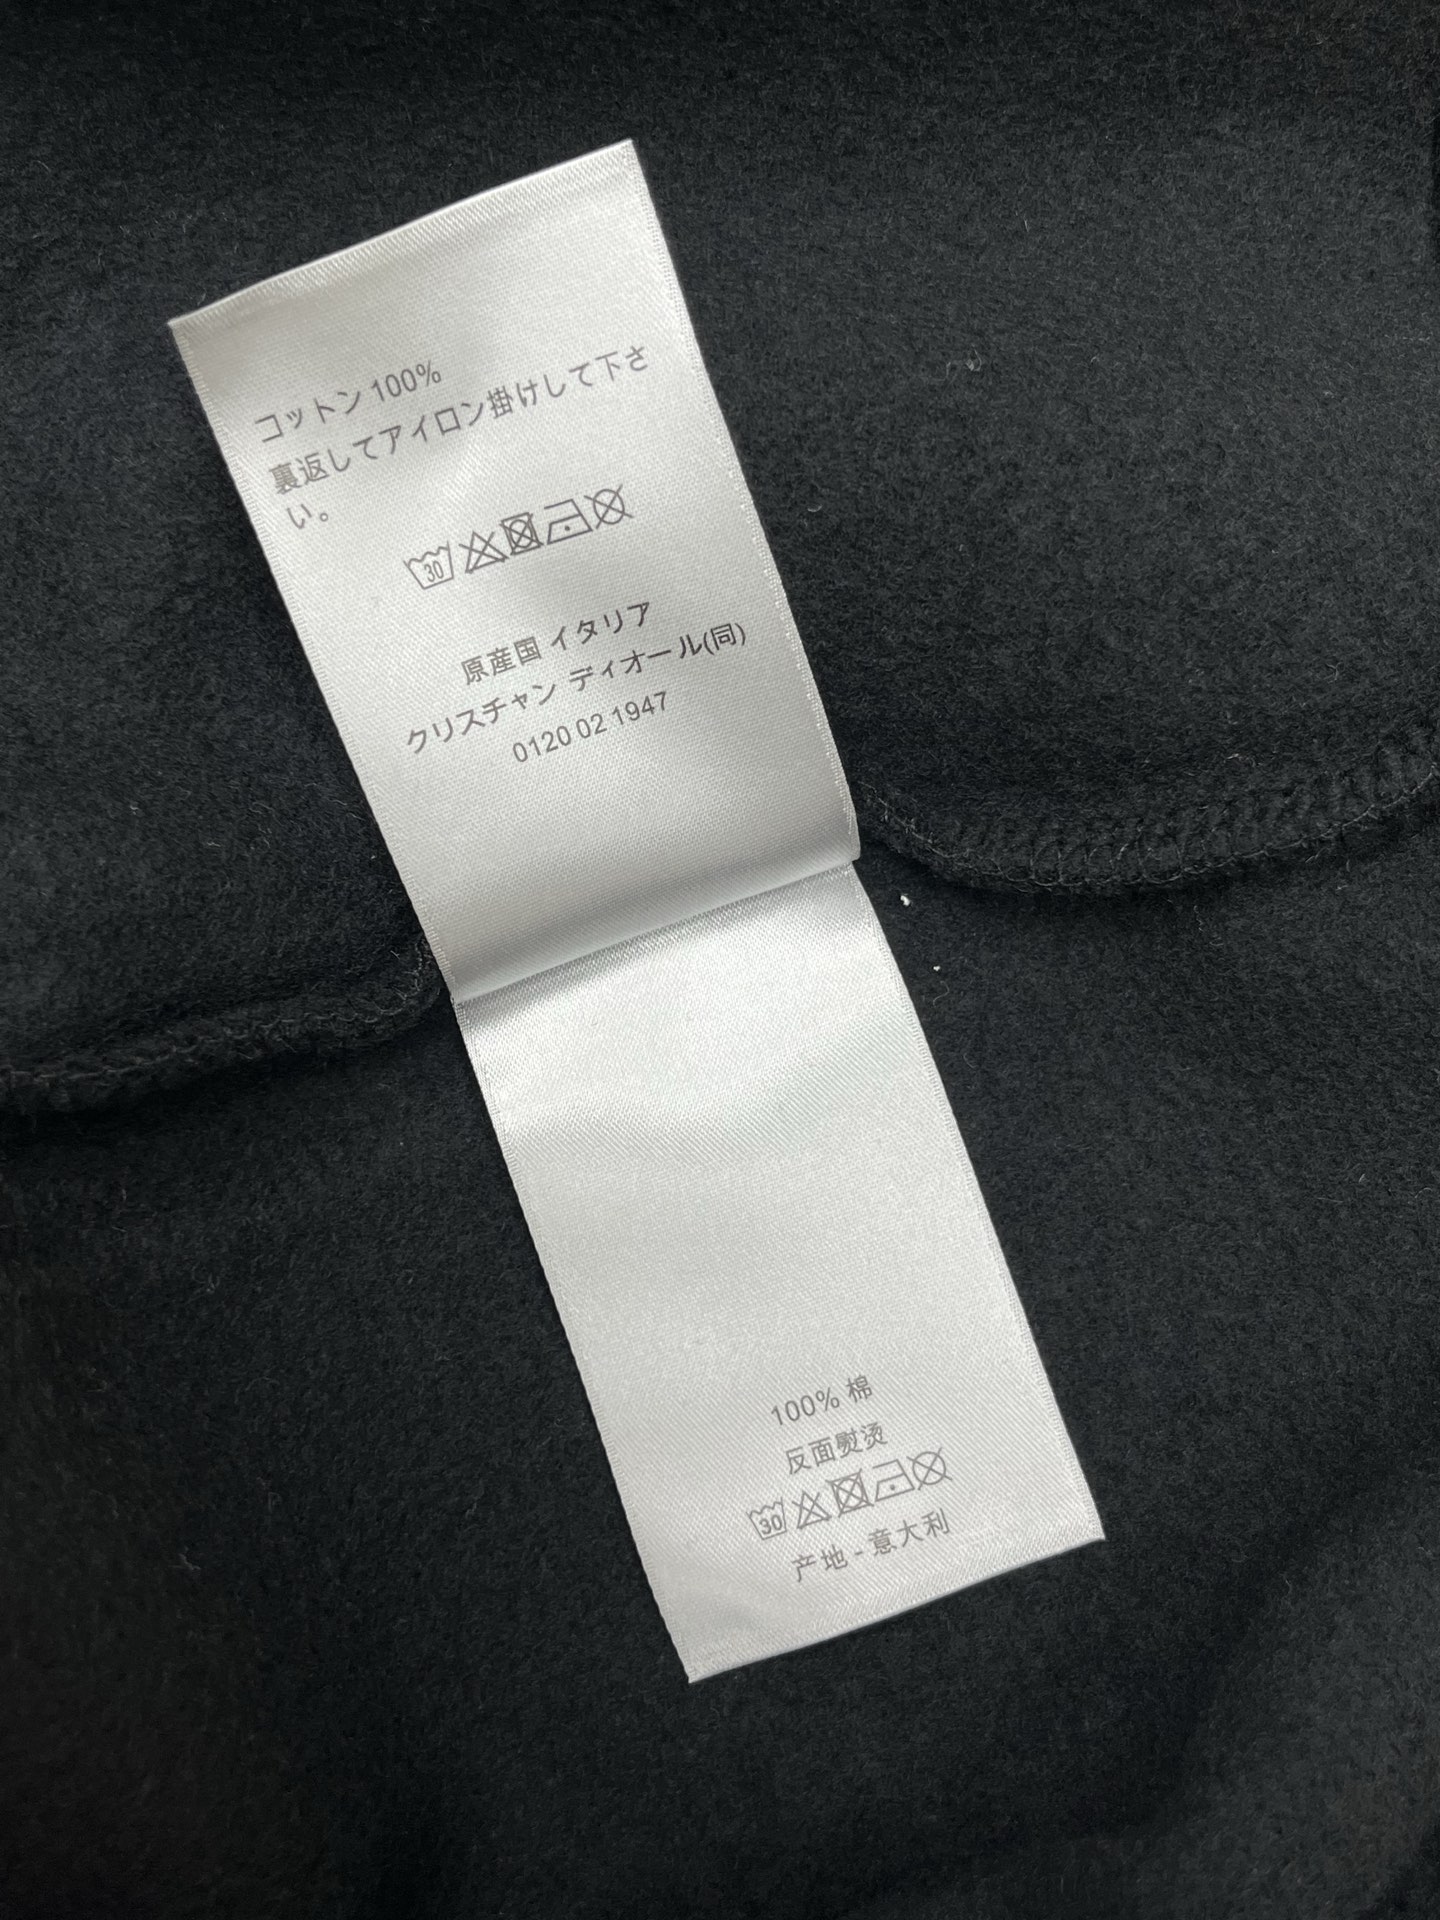 コットン 100%
裏返してアイロン掛けして下さ
い。
30
原産国 イタリア
クリスチャン ディオール(同)
0120 02 1947
100% 棉
反面熨烫
30
产地 - 意大利